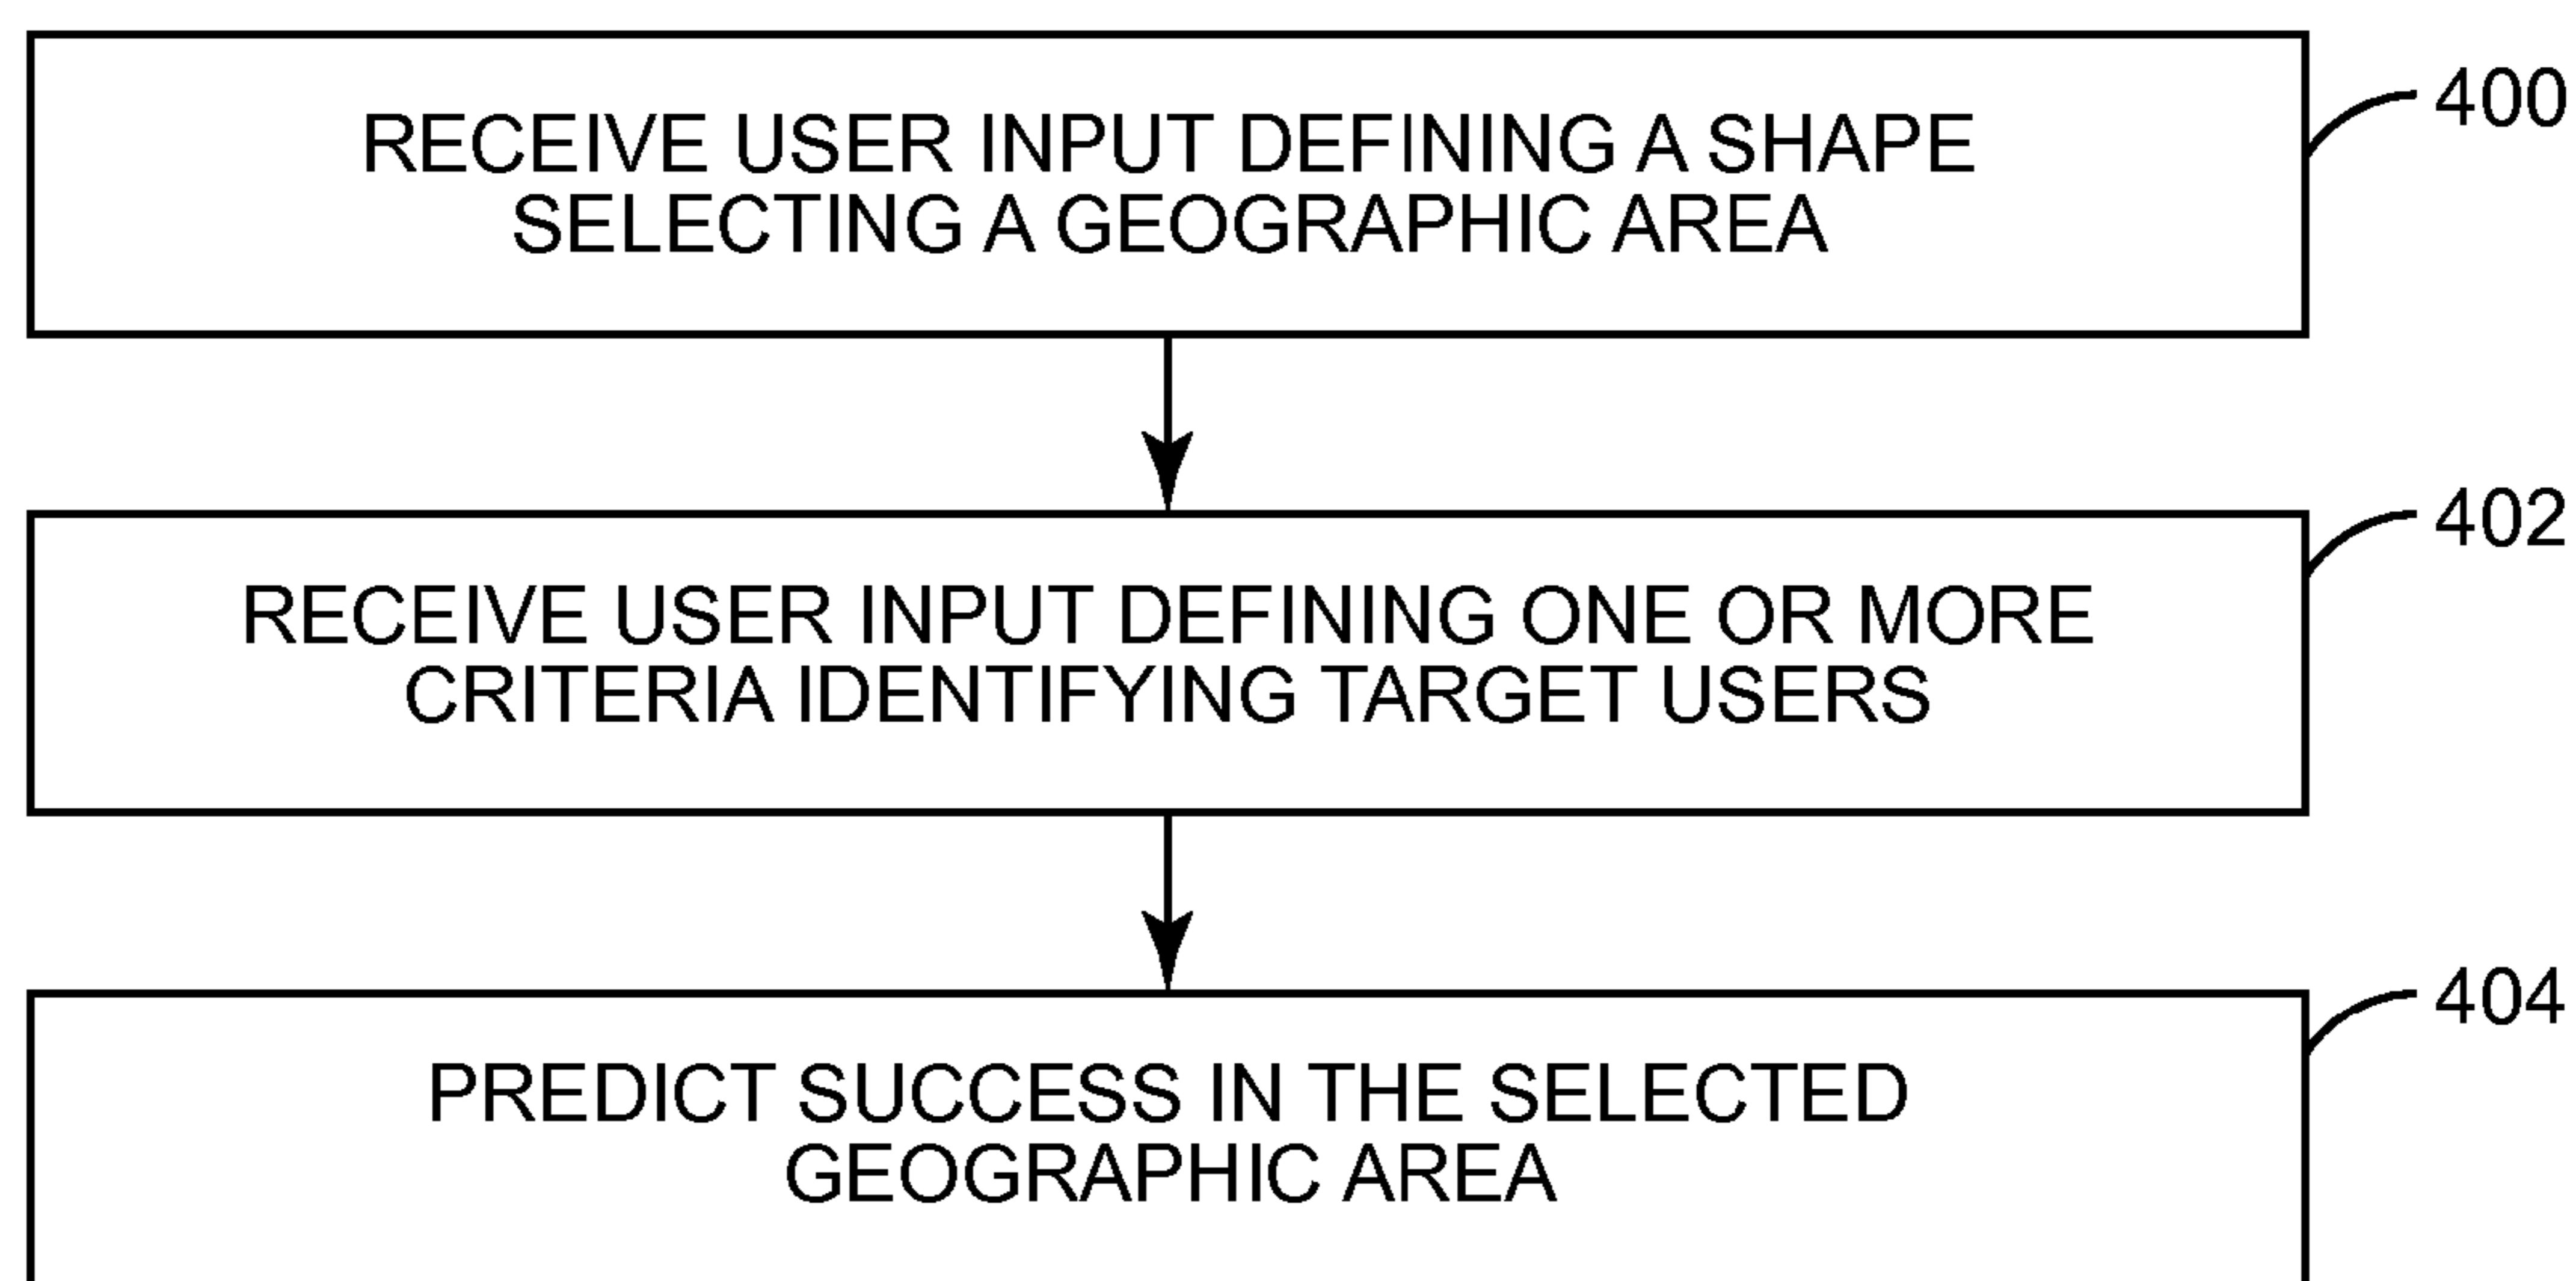 RECEIVE USER INPUT DEFINING A SHAPE
SELECTING A GEOGRAPHIC AREA
400
RECEIVE USER INPUT DEFINING ONE OR MORE
CRITERIA IDENTIFYING TARGET USERS
402
PREDICT SUCCESS IN THE SELECTED
GEOGRAPHIC AREA
404